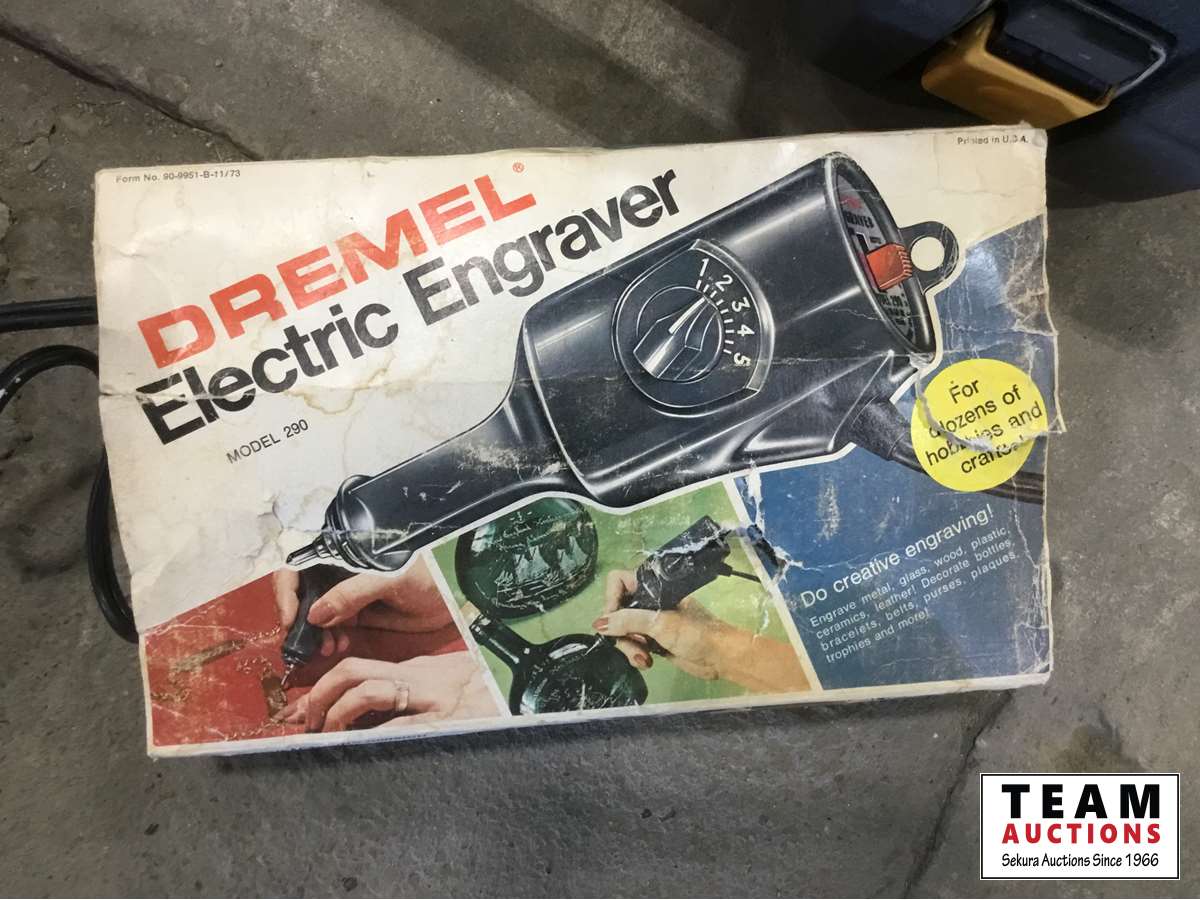 Form No. 90-9951-B-11/73
Printed in U.S.A.
DREMEL®
Electric Engraver
MODEL 290
1
2
3
4
5
For
dozens of
hobbies and
crafts!
Do creative engraving!
Engrave metal, glass, wood, plastic,
ceramics, leather! Decorate bottles,
bracelets, belts, purses, plaques,
trophies and more!
TEAM
AUCTIONS
Sekura Auctions Since 1966